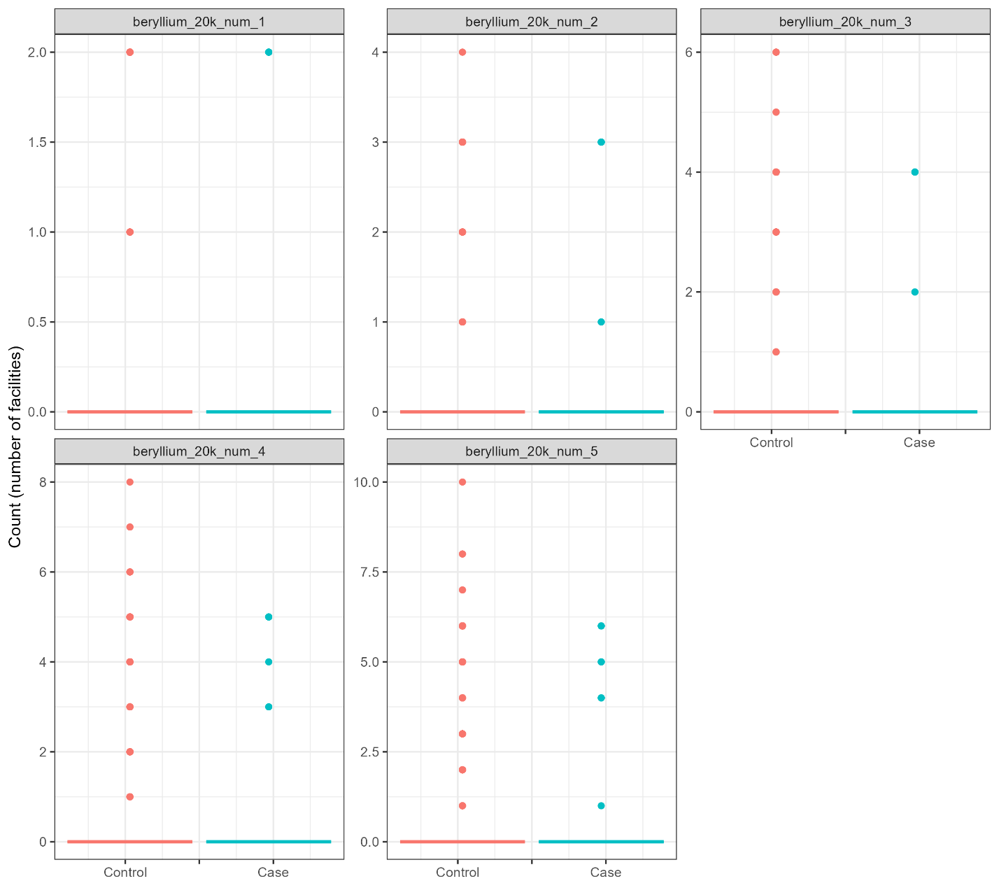 beryllium_20k_num_1
beryllium_20k_num_2
beryllium_20k_num_3
2.0
1.5
1.0
0.5
0.0
4
3
2
1
0
6
4
2
0
Control
Case
Count (number of facilities)
beryllium_20k_num_4
beryllium_20k_num_5
8
6
4
2
0
10.0
7.5
5.0
2.5
0.0
Control
Case
Control
Case